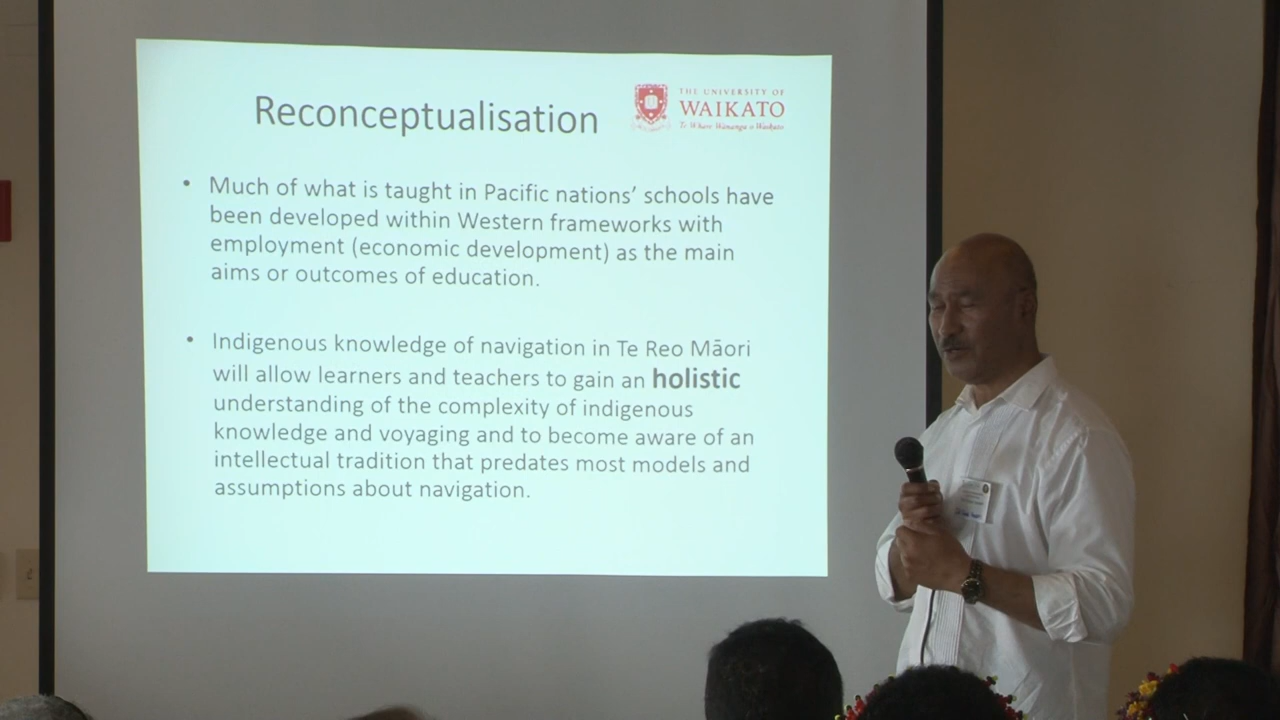 Reconceptualisation
THE UNIVERSITY OF
WAIKATO
Te Whare Wānanga o Waikato
• Much of what is taught in Pacific nations’ schools have
been developed within Western frameworks with
employment (economic development) as the main
aims or outcomes of education.
• Indigenous knowledge of navigation in Te Reo Māori
will allow learners and teachers to gain an holistic
understanding of the complexity of indigenous
knowledge and voyaging and to become aware of an
intellectual tradition that predates most models and
assumptions about navigation.